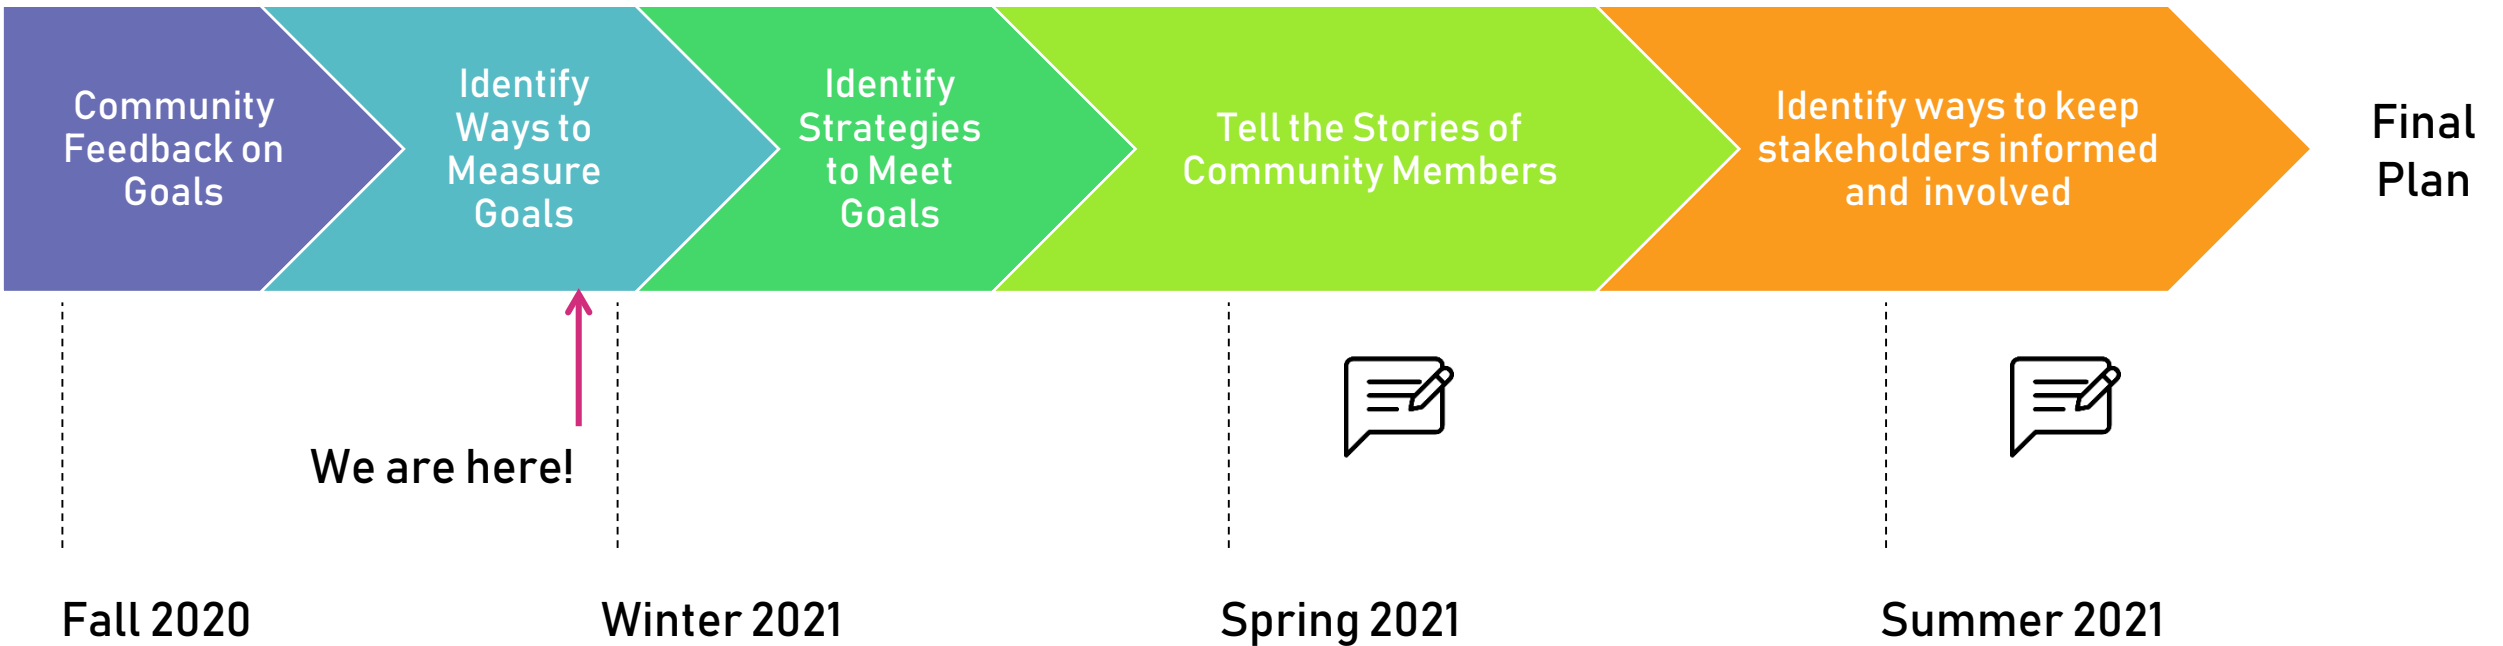 Community
Feedback on
Goals
Identify
Ways to
Measure
Goals
Identify
Strategies
to Meet
Goals
Tell the Stories of
Community Members
Identify ways to keep
stakeholders informed
and  involved
Final
Plan
We are here!
Fall 2020
Winter 2021
Spring 2021
Summer 2021